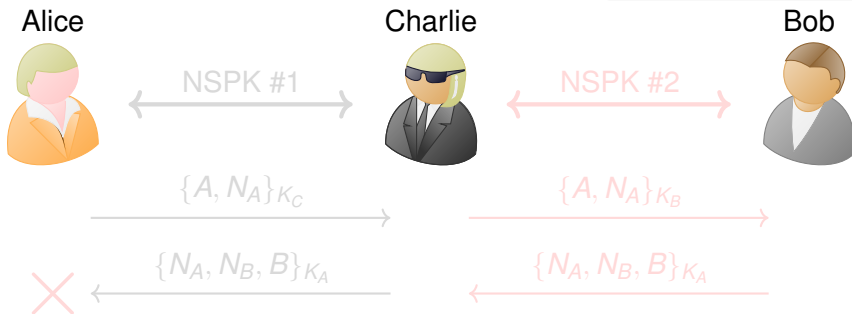 Alice Charlie Bob
NSPK #1 NSPK #2
{A, N_A}_{K_C} {A, N_A}_{K_B}
{N_A, N_B, B}_{K_A} {N_A, N_B, B}_{K_A}